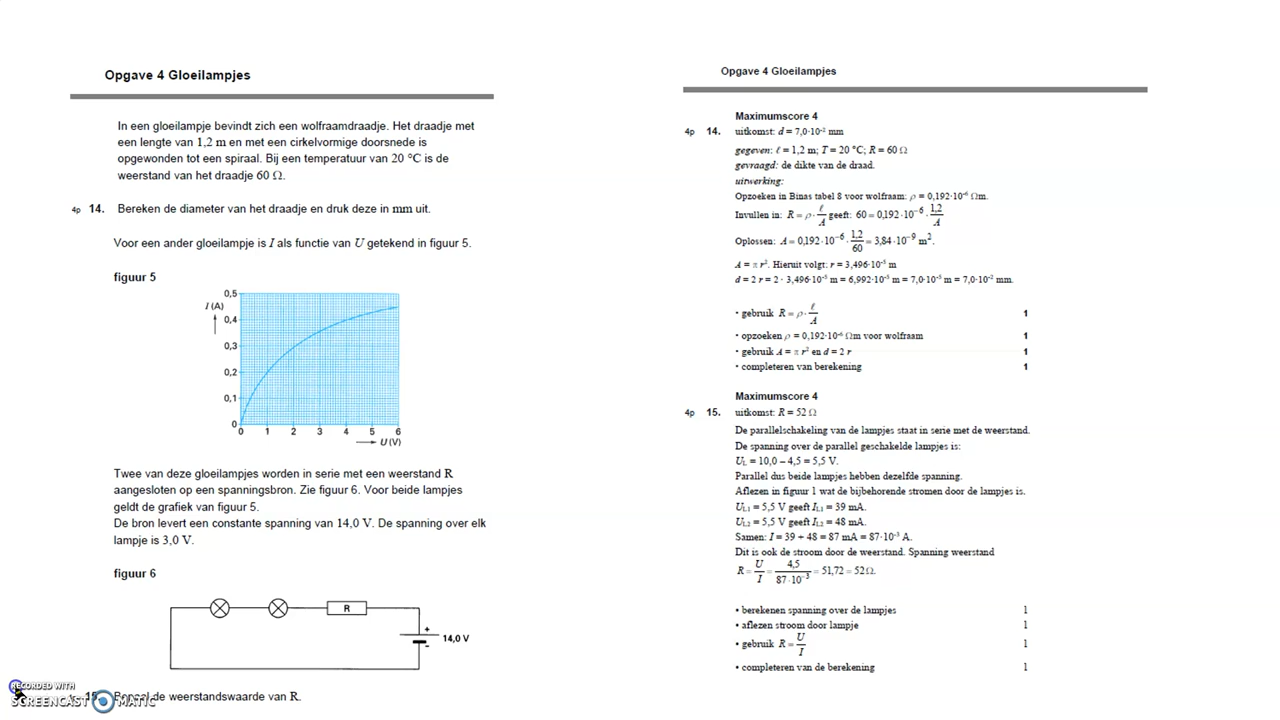 Opgave 4 Gloeilampjes
In een gloeilampje bevindt zich een wolfraamdraadje. Het draadje met
een lengte van 1,2 m en met een cirkelvormige doorsnede is
opgewonden tot een spiraal. Bij een temperatuur van 20 °C is de
weerstand van het draadje 60 Ω.
4p 14. Bereken de diameter van het draadje en druk deze in mm uit.
Voor een ander gloeilampje is I als functie van U getekend in figuur 5.
figuur 5
I (A)
0,5
0,4
0,3
0,2
0,1
0
0 1 2 3 4 5 6
U (V)
Twee van deze gloeilampjes worden in serie met een weerstand R
aangesloten op een spanningsbron. Zie figuur 6. Voor beide lampjes
geldt de grafiek van figuur 5.
De bron levert een constante spanning van 14,0 V. De spanning over elk
lampje is 3,0 V.
figuur 6
R
+
14,0 V
-
15. Bepaal de weerstandswaarde van R.
RECORDED WITH
SCREENCAST MATIC
Opgave 4 Gloeilampjes
Maximumscore 4
4p 14. uitkomst: d = 7,0·10⁻² mm
gegeven: ℓ = 1,2 m; T = 20 °C; R = 60 Ω
gevraagd: de dikte van de draad.
uitwerking:
Opzoeken in Binas tabel 8 voor wolfraam: ρ = 0,192·10⁻⁶ Ωm.
Invullen in: R = ρ · ℓ/A geeft: 60 = 0,192·10⁻⁶ · 1,2/A
Oplossen: A = 0,192·10⁻⁶ · 1,2/60 = 3,84·10⁻⁹ m².
A = π r². Hieruit volgt: r = 3,496·10⁻⁵ m
d = 2 r = 2 · 3,496·10⁻⁵ m = 6,992·10⁻⁵ m = 7,0·10⁻⁵ m = 7,0·10⁻² mm.
• gebruik R = ρ · ℓ/A 1
• opzoeken ρ = 0,192·10⁻⁶ Ωm voor wolfraam 1
• gebruik A = π r² en d = 2 r 1
• completeren van berekening 1
Maximumscore 4
4p 15. uitkomst: R = 52 Ω
De parallelschakeling van de lampjes staat in serie met de weerstand.
De spanning over de parallel geschakelde lampjes is:
U_L = 10,0 – 4,5 = 5,5 V.
Parallel dus beide lampjes hebben dezelfde spanning.
Aflezen in figuur 1 wat de bijbehorende stromen door de lampjes is.
U_L1 = 5,5 V geeft I_L1 = 39 mA.
U_L2 = 5,5 V geeft I_L2 = 48 mA.
Samen: I = 39 + 48 = 87 mA = 87·10⁻³ A.
Dit is ook de stroom door de weerstand. Spanning weerstand
R = U/I = 4,5/87·10⁻³ = 51,72 = 52 Ω.
• berekenen spanning over de lampjes 1
• aflezen stroom door lampje 1
• gebruik R = U/I 1
• completeren van de berekening 1